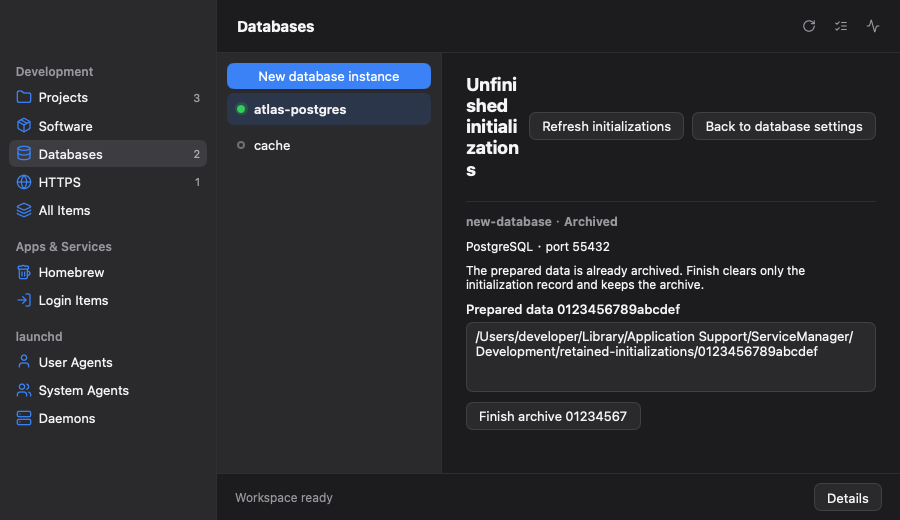 Databases
Development
Projects 3
Software
Databases 2
HTTPS 1
All Items
Apps & Services
Homebrew
Login Items
launchd
User Agents
System Agents
Daemons
New database instance
atlas-postgres
cache
Unfini
shed
initiali
zation
s
Refresh initializations
Back to database settings
new-database · Archived
PostgreSQL · port 55432
The prepared data is already archived. Finish clears only the
initialization record and keeps the archive.
Prepared data 0123456789abcdef
/Users/developer/Library/Application Support/ServiceManager/
Development/retained-initializations/0123456789abcdef
Finish archive 01234567
Workspace ready
Details